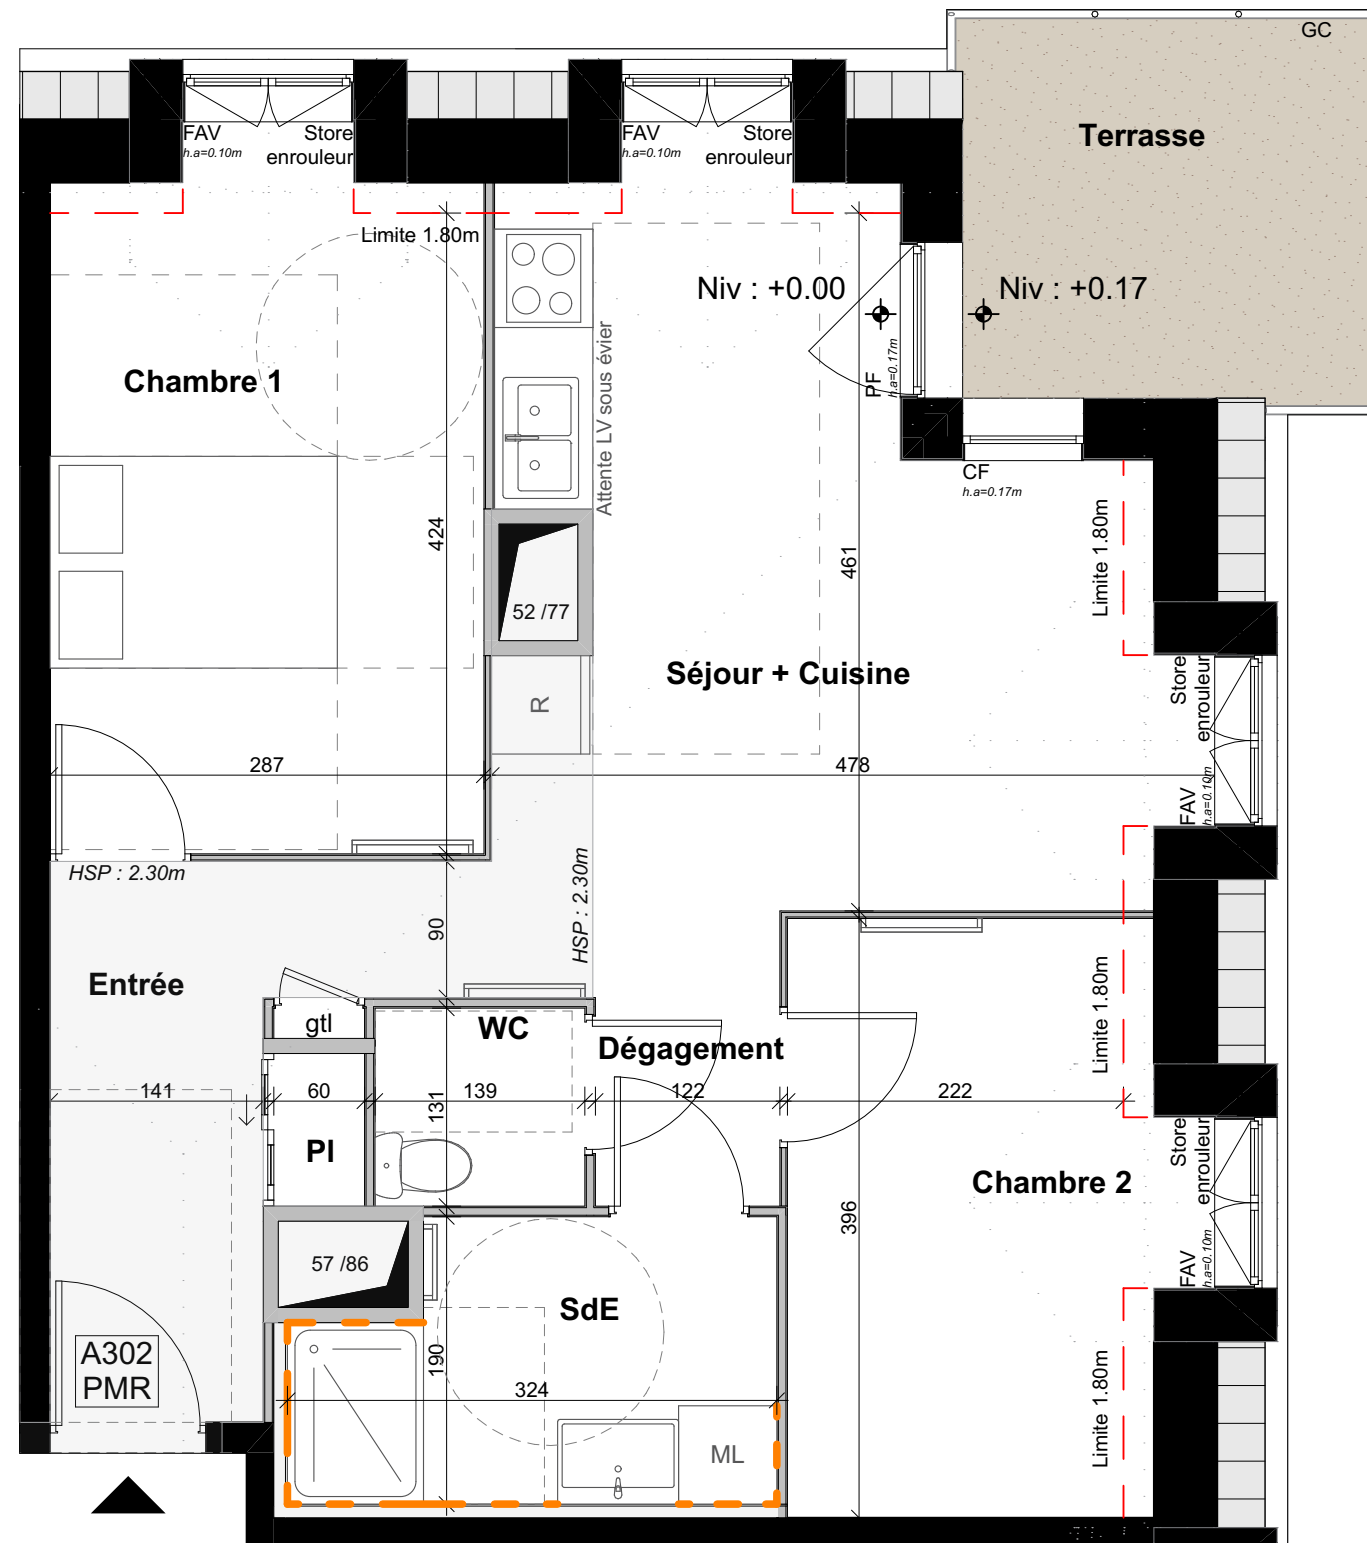 GC
Terrasse
FAV
h.a=0.10m
Store
enrouleur
FAV
h.a=0.10m
Store
enrouleur
Limite 1.80m
Niv : +0.00
Niv : +0.17
PF
h.a=0.17m
Chambre 1
Attente LV sous évier
CF
h.a=0.17m
424
461
Limite 1.80m
52 /77
Séjour + Cuisine
R
Store
enrouleur
FAV
h.a=0.10m
287
478
HSP : 2.30m
HSP : 2.30m
90
Entrée
gtl
WC
Dégagement
Limite 1.80m
141
60
139
131
122
222
Pl
Chambre 2
Store
enrouleur
FAV
h.a=0.10m
396
57 /86
SdE
A302
PMR
190
324
ML
Limite 1.80m